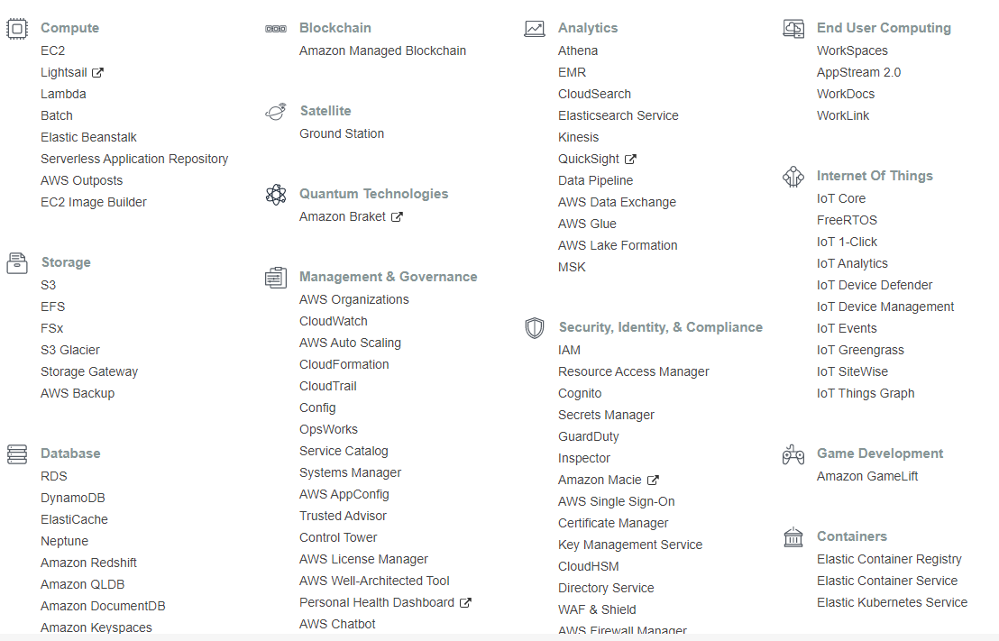 Compute
EC2
Lightsail
Lambda
Batch
Elastic Beanstalk
Serverless Application Repository
AWS Outposts
EC2 Image Builder
Storage
S3
EFS
FSx
S3 Glacier
Storage Gateway
AWS Backup
Database
RDS
DynamoDB
ElastiCache
Neptune
Amazon Redshift
Amazon QLDB
Amazon DocumentDB
Amazon Keyspaces
Blockchain
Amazon Managed Blockchain
Satellite
Ground Station
Quantum Technologies
Amazon Braket
Management & Governance
AWS Organizations
CloudWatch
AWS Auto Scaling
CloudFormation
CloudTrail
Config
OpsWorks
Service Catalog
Systems Manager
AWS AppConfig
Trusted Advisor
Control Tower
AWS License Manager
AWS Well-Architected Tool
Personal Health Dashboard
AWS Chatbot
Analytics
Athena
EMR
CloudSearch
Elasticsearch Service
Kinesis
QuickSight
Data Pipeline
AWS Data Exchange
AWS Glue
AWS Lake Formation
MSK
Security, Identity, & Compliance
IAM
Resource Access Manager
Cognito
Secrets Manager
GuardDuty
Inspector
Amazon Macie
AWS Single Sign-On
Certificate Manager
Key Management Service
CloudHSM
Directory Service
WAF & Shield
AWS Firewall Manager
End User Computing
WorkSpaces
AppStream 2.0
WorkDocs
WorkLink
Internet Of Things
IoT Core
FreeRTOS
IoT 1-Click
IoT Analytics
IoT Device Defender
IoT Device Management
IoT Events
IoT Greengrass
IoT SiteWise
IoT Things Graph
Game Development
Amazon GameLift
Containers
Elastic Container Registry
Elastic Container Service
Elastic Kubernetes Service